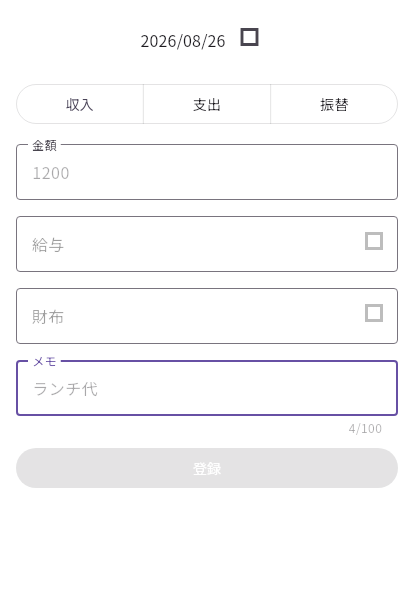 2026/08/26
収入 支出 振替
金額
1200
給与
財布
メモ
ランチ代
4/100
登録